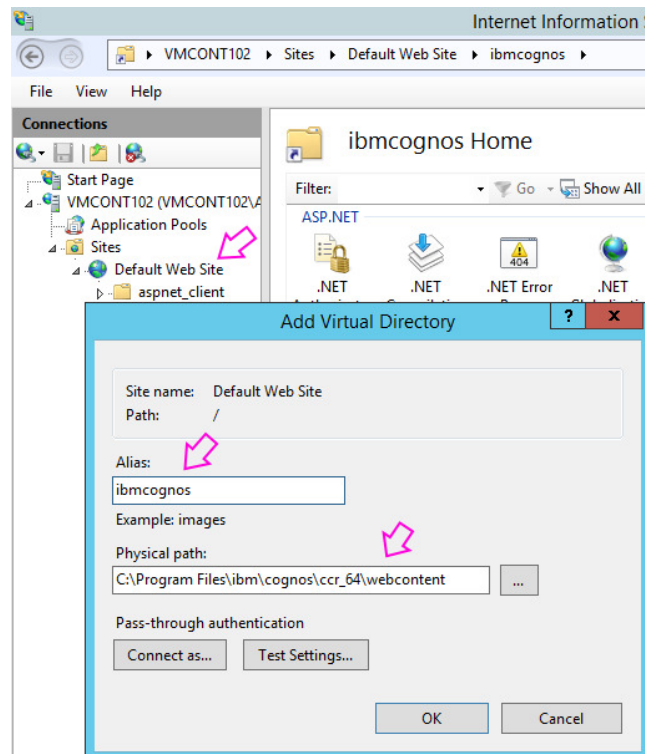 Internet Information
VMCONT102 Sites Default Web Site ibmcognos
File View Help
Connections
ibmcognos Home
Start Page
Filter: Go Show All
VMCONT102 (VMCONT102\A
ASP.NET
Application Pools
Sites
404
Default Web Site
.NET .NET .NET Error .NET
aspnet_client
Add Virtual Directory ? x
Site name: Default Web Site
Path: /
Alias:
ibmcognos
Example: images
Physical path:
C:\Program Files\ibm\cognos\ccr_64\webcontent ...
Pass-through authentication
Connect as... Test Settings...
OK Cancel